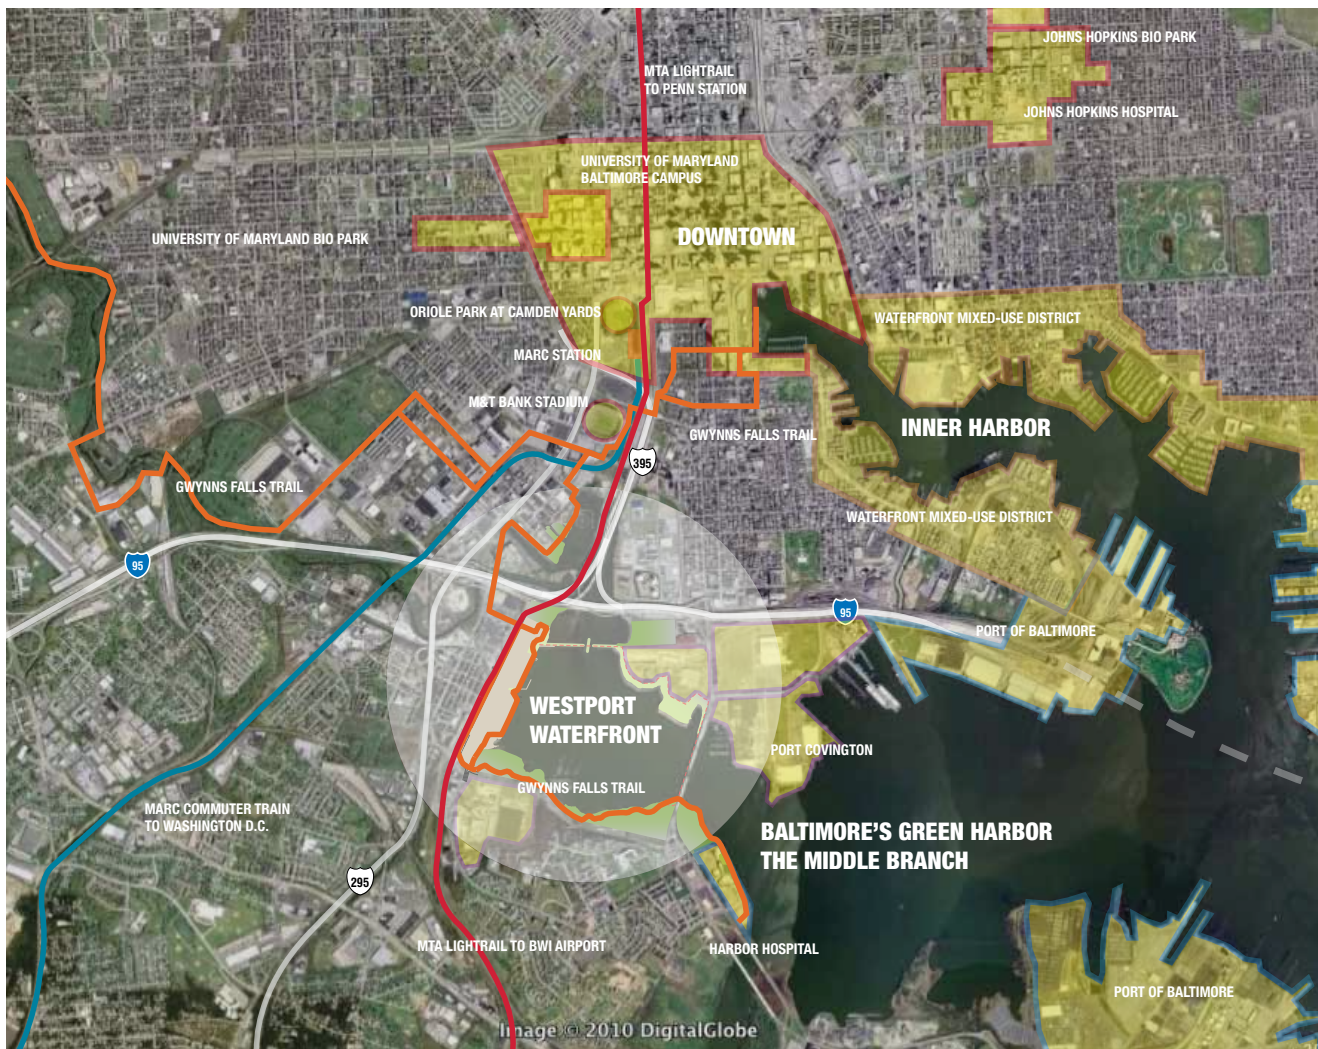 JOHNS HOPKINS BIO PARK
MTA LIGHTRAIL
TO PENN STATION
JOHNS HOPKINS HOSPITAL
UNIVERSITY OF MARYLAND
BALTIMORE CAMPUS
UNIVERSITY OF MARYLAND BIO PARK
DOWNTOWN
ORIOLE PARK AT CAMDEN YARDS
WATERFRONT MIXED-USE DISTRICT
MARC STATION
M&T BANK STADIUM
GWYNNS FALLS TRAIL
INNER HARBOR
395
GWYNNS FALLS TRAIL
WATERFRONT MIXED-USE DISTRICT
95
95
PORT OF BALTIMORE
WESTPORT
WATERFRONT
PORT COVINGTON
GWYNNS FALLS TRAIL
MARC COMMUTER TRAIN
TO WASHINGTON D.C.
BALTIMORE'S GREEN HARBOR
THE MIDDLE BRANCH
295
MTA LIGHTRAIL TO BWI AIRPORT
HARBOR HOSPITAL
PORT OF BALTIMORE
Image © 2010 DigitalGlobe